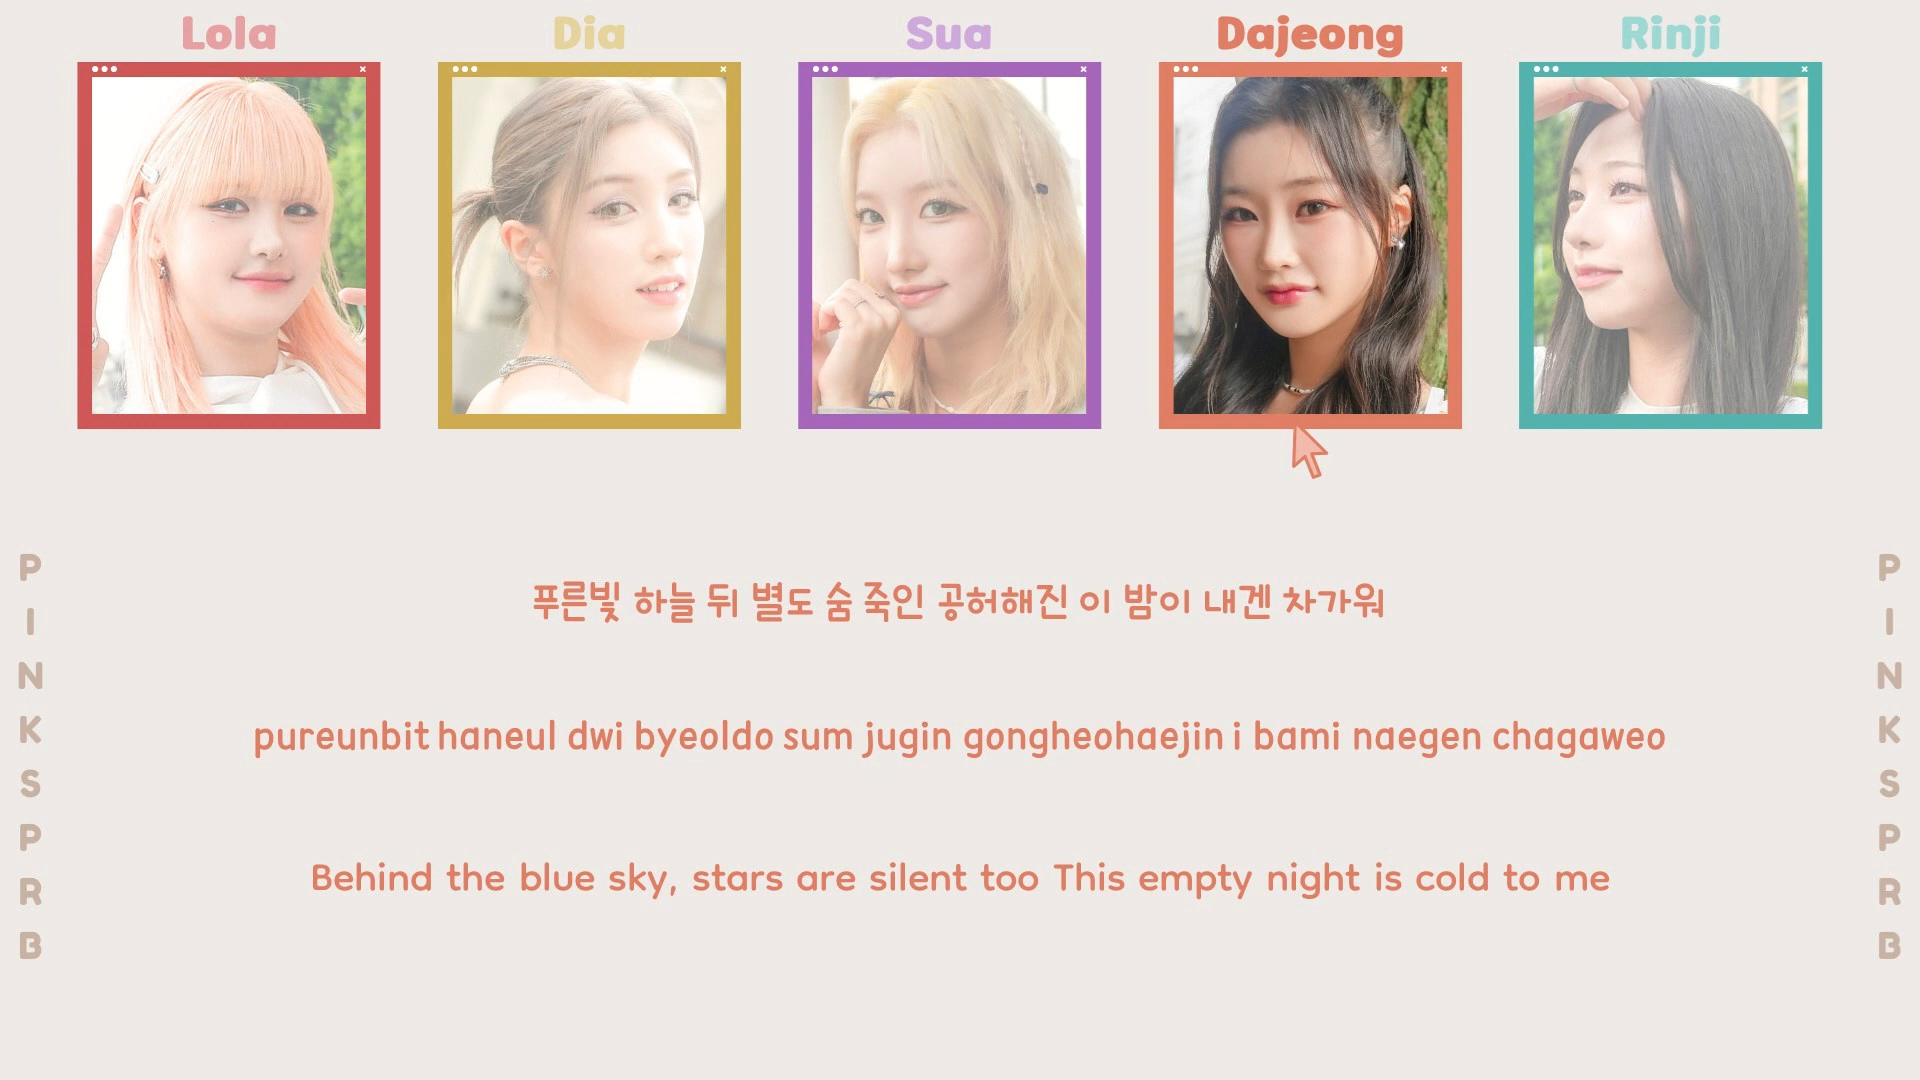 Lola
Dia
Sua
Dajeong
Rinji
푸른빛 하늘 뒤 별도 숨 죽인 공허해진 이 밤이 내겐 차가워
pureunbit haneul dwi byeoldo sum jugin gongheohaejin i bami naegen chagaweo
Behind the blue sky, stars are silent too This empty night is cold to me
PINKSPRB
PINKSPRB